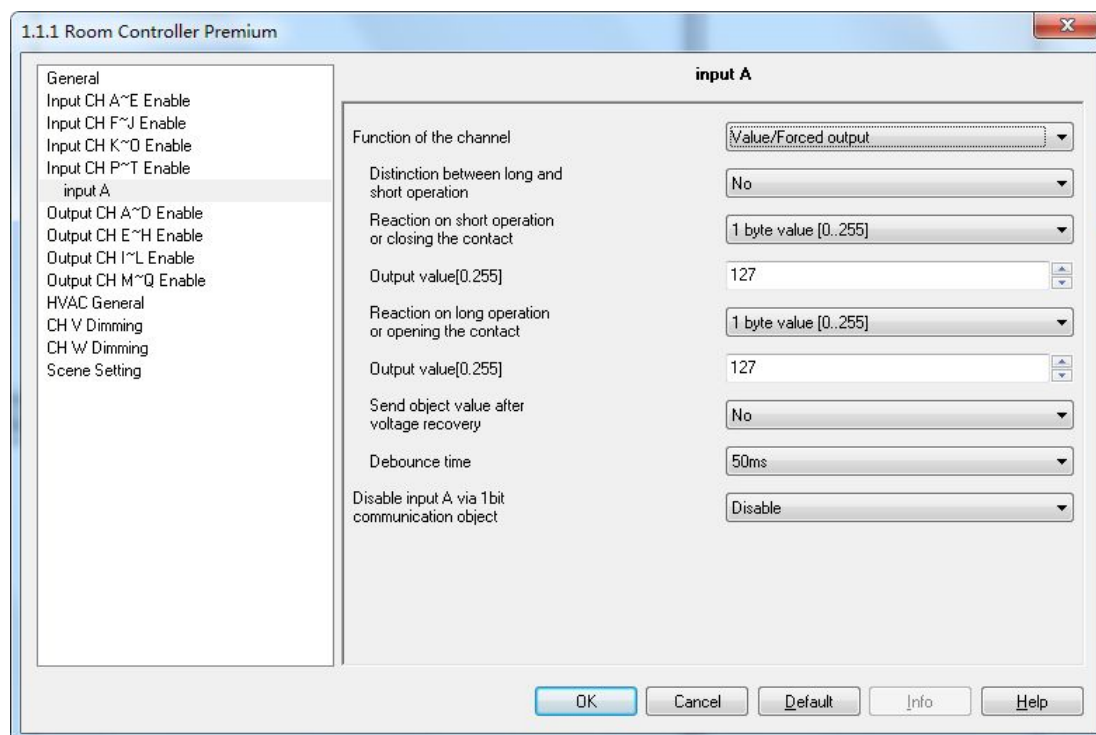 1.1.1 Room Controller Premium
General
Input CH A~E Enable
Input CH F~J Enable
Input CH K~O Enable
Input CH P~T Enable
input A
Output CH A~D Enable
Output CH E~H Enable
Output CH I~L Enable
Output CH M~Q Enable
HVAC General
CH V Dimming
CH W Dimming
Scene Setting
input A
Function of the channel
Value/Forced output
Distinction between long and
short operation
No
Reaction on short operation
or closing the contact
1 byte value [0..255]
Output value[0.255]
127
Reaction on long operation
or opening the contact
1 byte value [0..255]
Output value[0.255]
127
Send object value after
voltage recovery
No
Debounce time
50ms
Disable input A via 1bit
communication object
Disable
OK
Cancel
Default
Info
Help